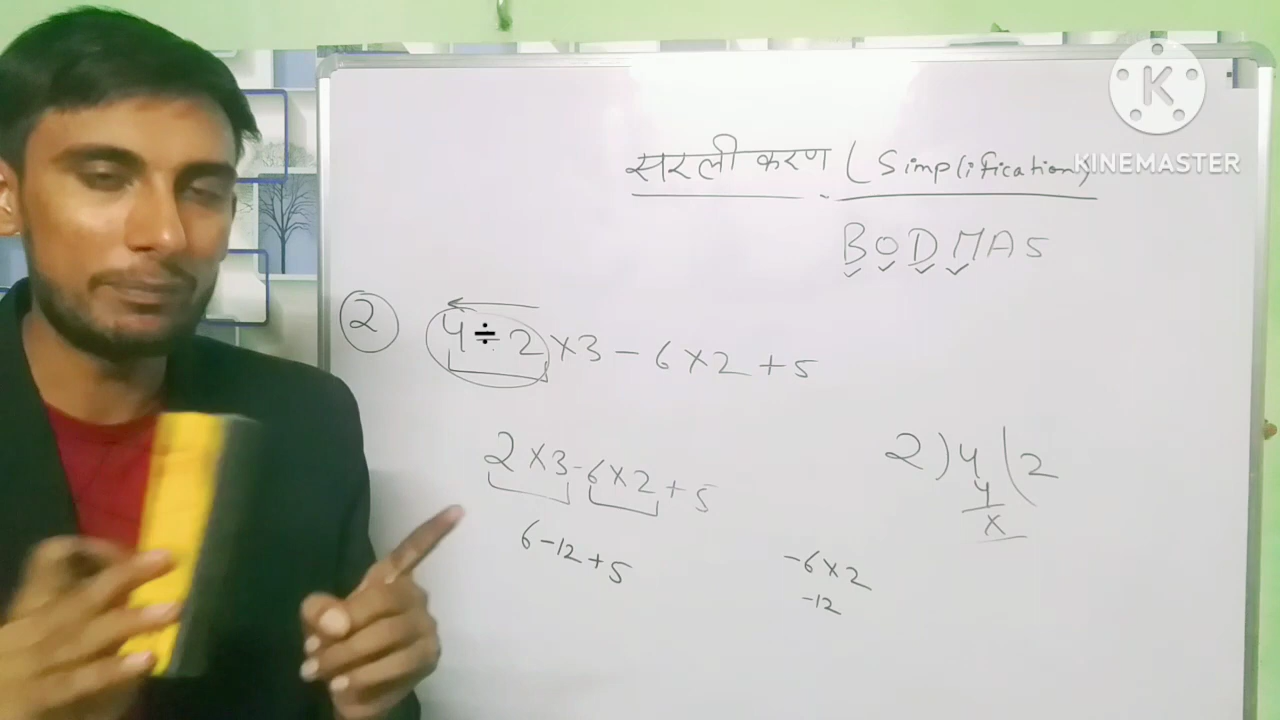 K
KINEMASTER
सरलीकरण (Simplification)
BODMAS
2 4÷2×3-6×2+5
2×3-6×2+5
2)4(2
4
x
6-12+5
-6×2
-12